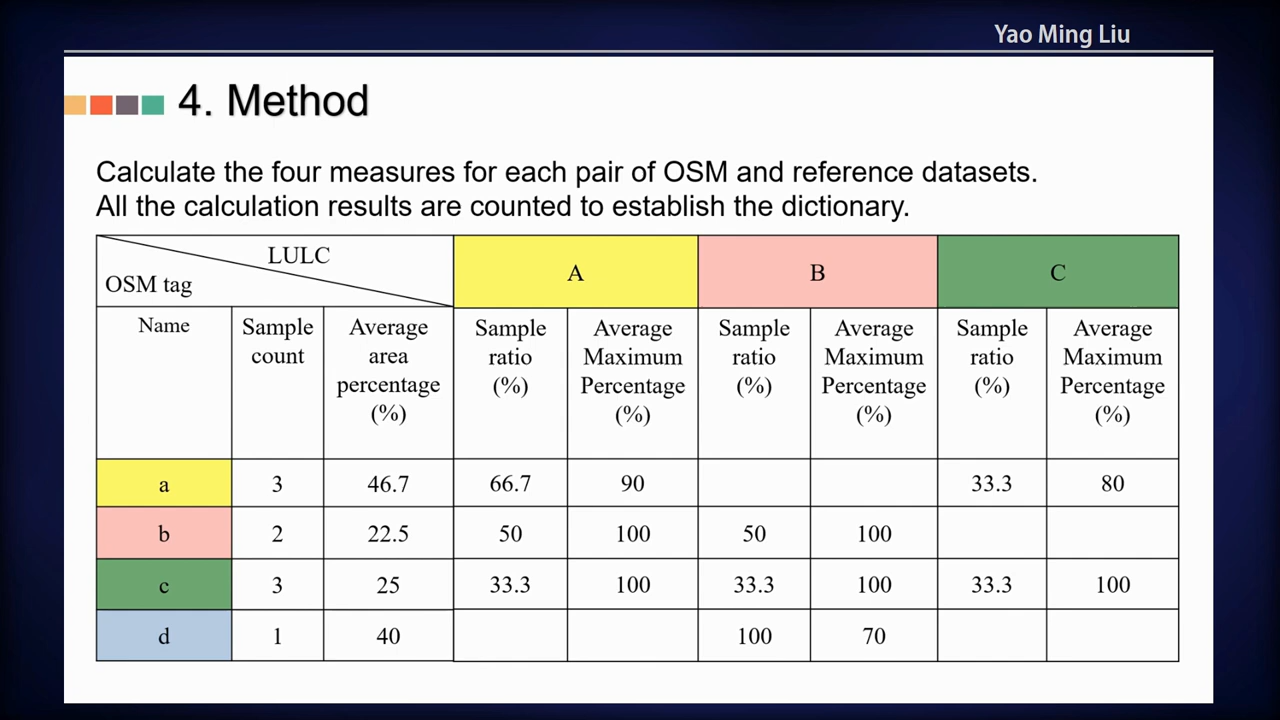 Yao Ming Liu
4. Method
Calculate the four measures for each pair of OSM and reference datasets.
All the calculation results are counted to establish the dictionary.
LULC
OSM tag
A
B
C
Name
Sample
count
Average
area
percentage
(%)
Sample
ratio
(%)
Average
Maximum
Percentage
(%)
Sample
ratio
(%)
Average
Maximum
Percentage
(%)
Sample
ratio
(%)
Average
Maximum
Percentage
(%)
a 3 46.7 66.7 90 33.3 80
b 2 22.5 50 100 50 100
c 3 25 33.3 100 33.3 100 33.3 100
d 1 40 100 70